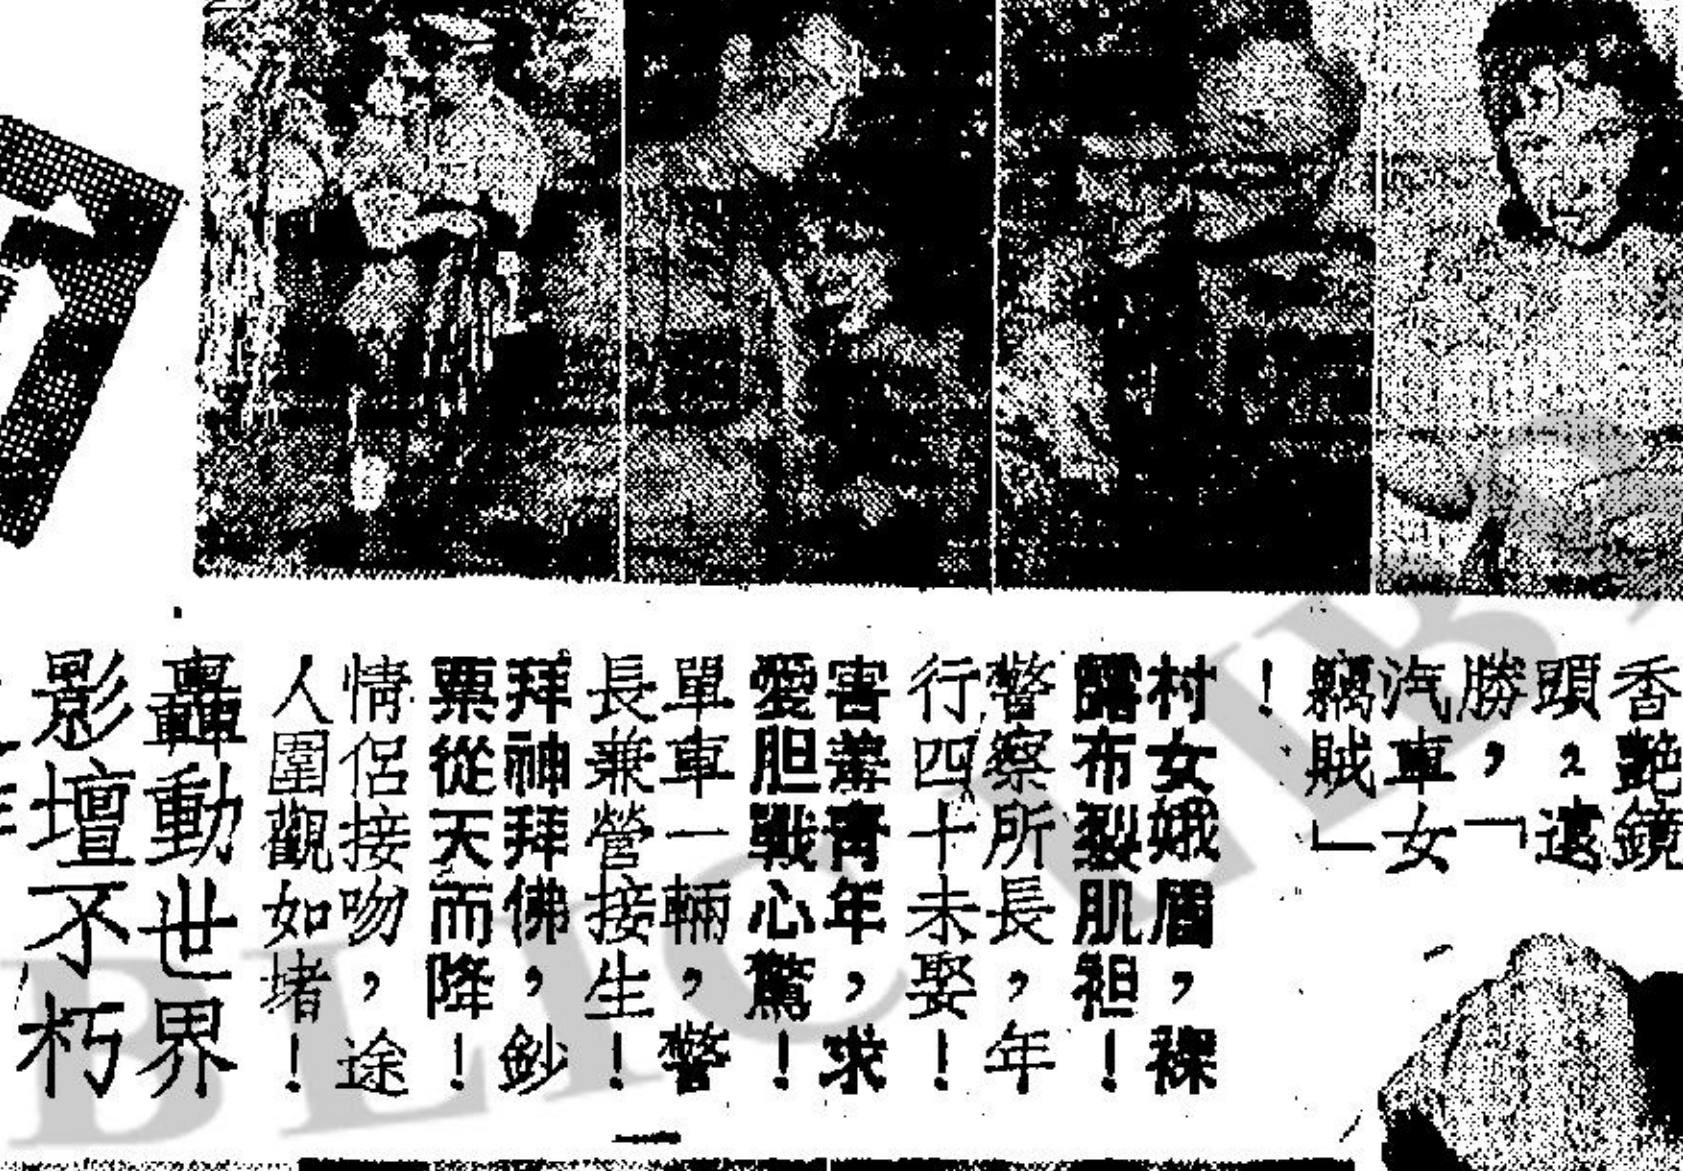 香艷鏡
頭，遠
勝，「
汽車女
竊賊」
！
村女娥眉，裸
露布裂肌袒！
警察所長，年
行四十未娶！
害羞青年，求
愛胆戰心驚！
單車一輛，警
長兼營接生！
拜神拜佛，鈔
票從天而降！
情侶接吻，途
人圍觀如堵！
轟動世界
影壇不朽